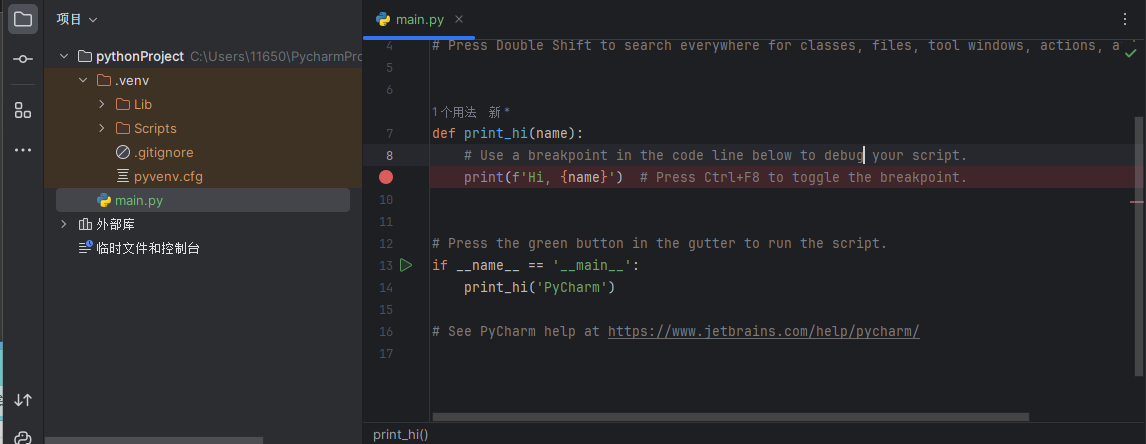 项目
main.py
pythonProject C:\Users\11650\PycharmPro
.venv
Lib
Scripts
.gitignore
pyvenv.cfg
main.py
外部库
临时文件和控制台
4 # Press Double Shift to search everywhere for classes, files, tool windows, actions, a
5
6
1个用法 新 *
7 def print_hi(name):
8 # Use a breakpoint in the code line below to debug your script.
print(f'Hi, {name}') # Press Ctrl+F8 to toggle the breakpoint.
10
11
12 # Press the green button in the gutter to run the script.
13 if __name__ == '__main__':
14 print_hi('PyCharm')
15
16 # See PyCharm help at https://www.jetbrains.com/help/pycharm/
17
print_hi()